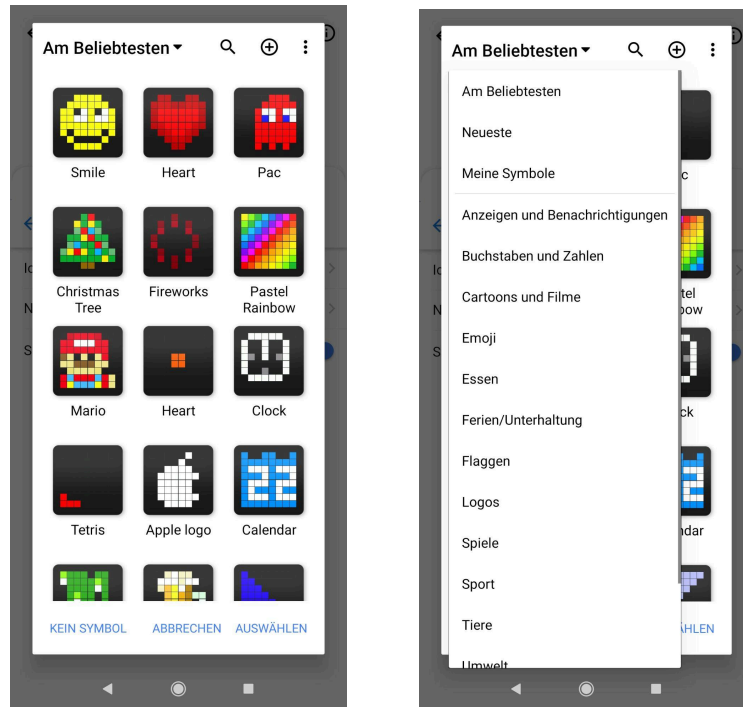 Am Beliebtesten
Smile Heart Pac
Christmas Tree Fireworks Pastel Rainbow
Mario Heart Clock
Tetris Apple logo Calendar
KEIN SYMBOL ABBRECHEN AUSWÄHLEN
Am Beliebtesten
Am Beliebtesten
Neueste
Meine Symbole
Anzeigen und Benachrichtigungen
Buchstaben und Zahlen
Cartoons und Filme
Emoji
Essen
Ferien/Unterhaltung
Flaggen
Logos
Spiele
Sport
Tiere
Umwelt